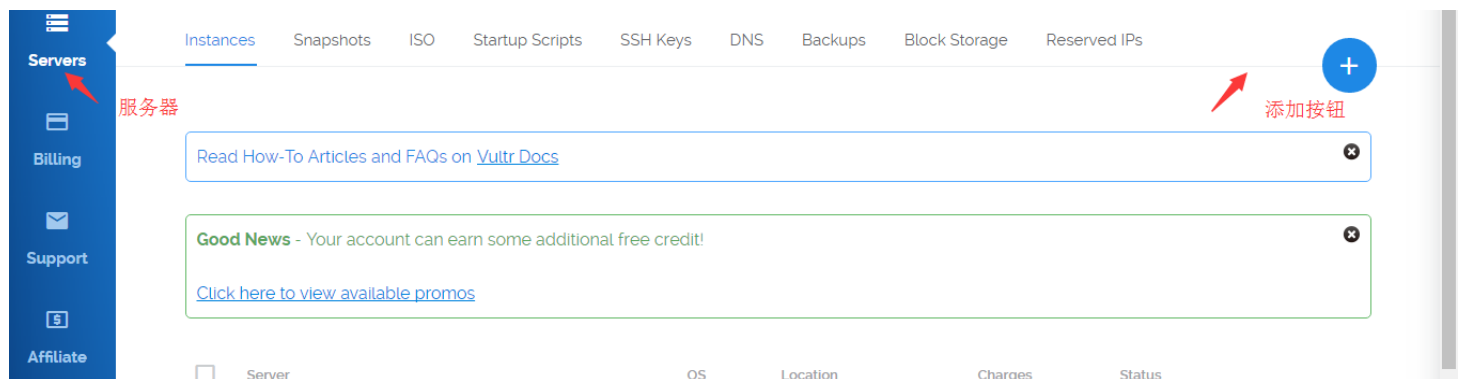 Servers
Billing
Support
Affiliate
Instances Snapshots ISO Startup Scripts SSH Keys DNS Backups Block Storage Reserved IPs
+
服务器
添加按钮
Read How-To Articles and FAQs on Vultr Docs
Good News - Your account can earn some additional free credit!
Click here to view available promos
Server OS Location Charges Status